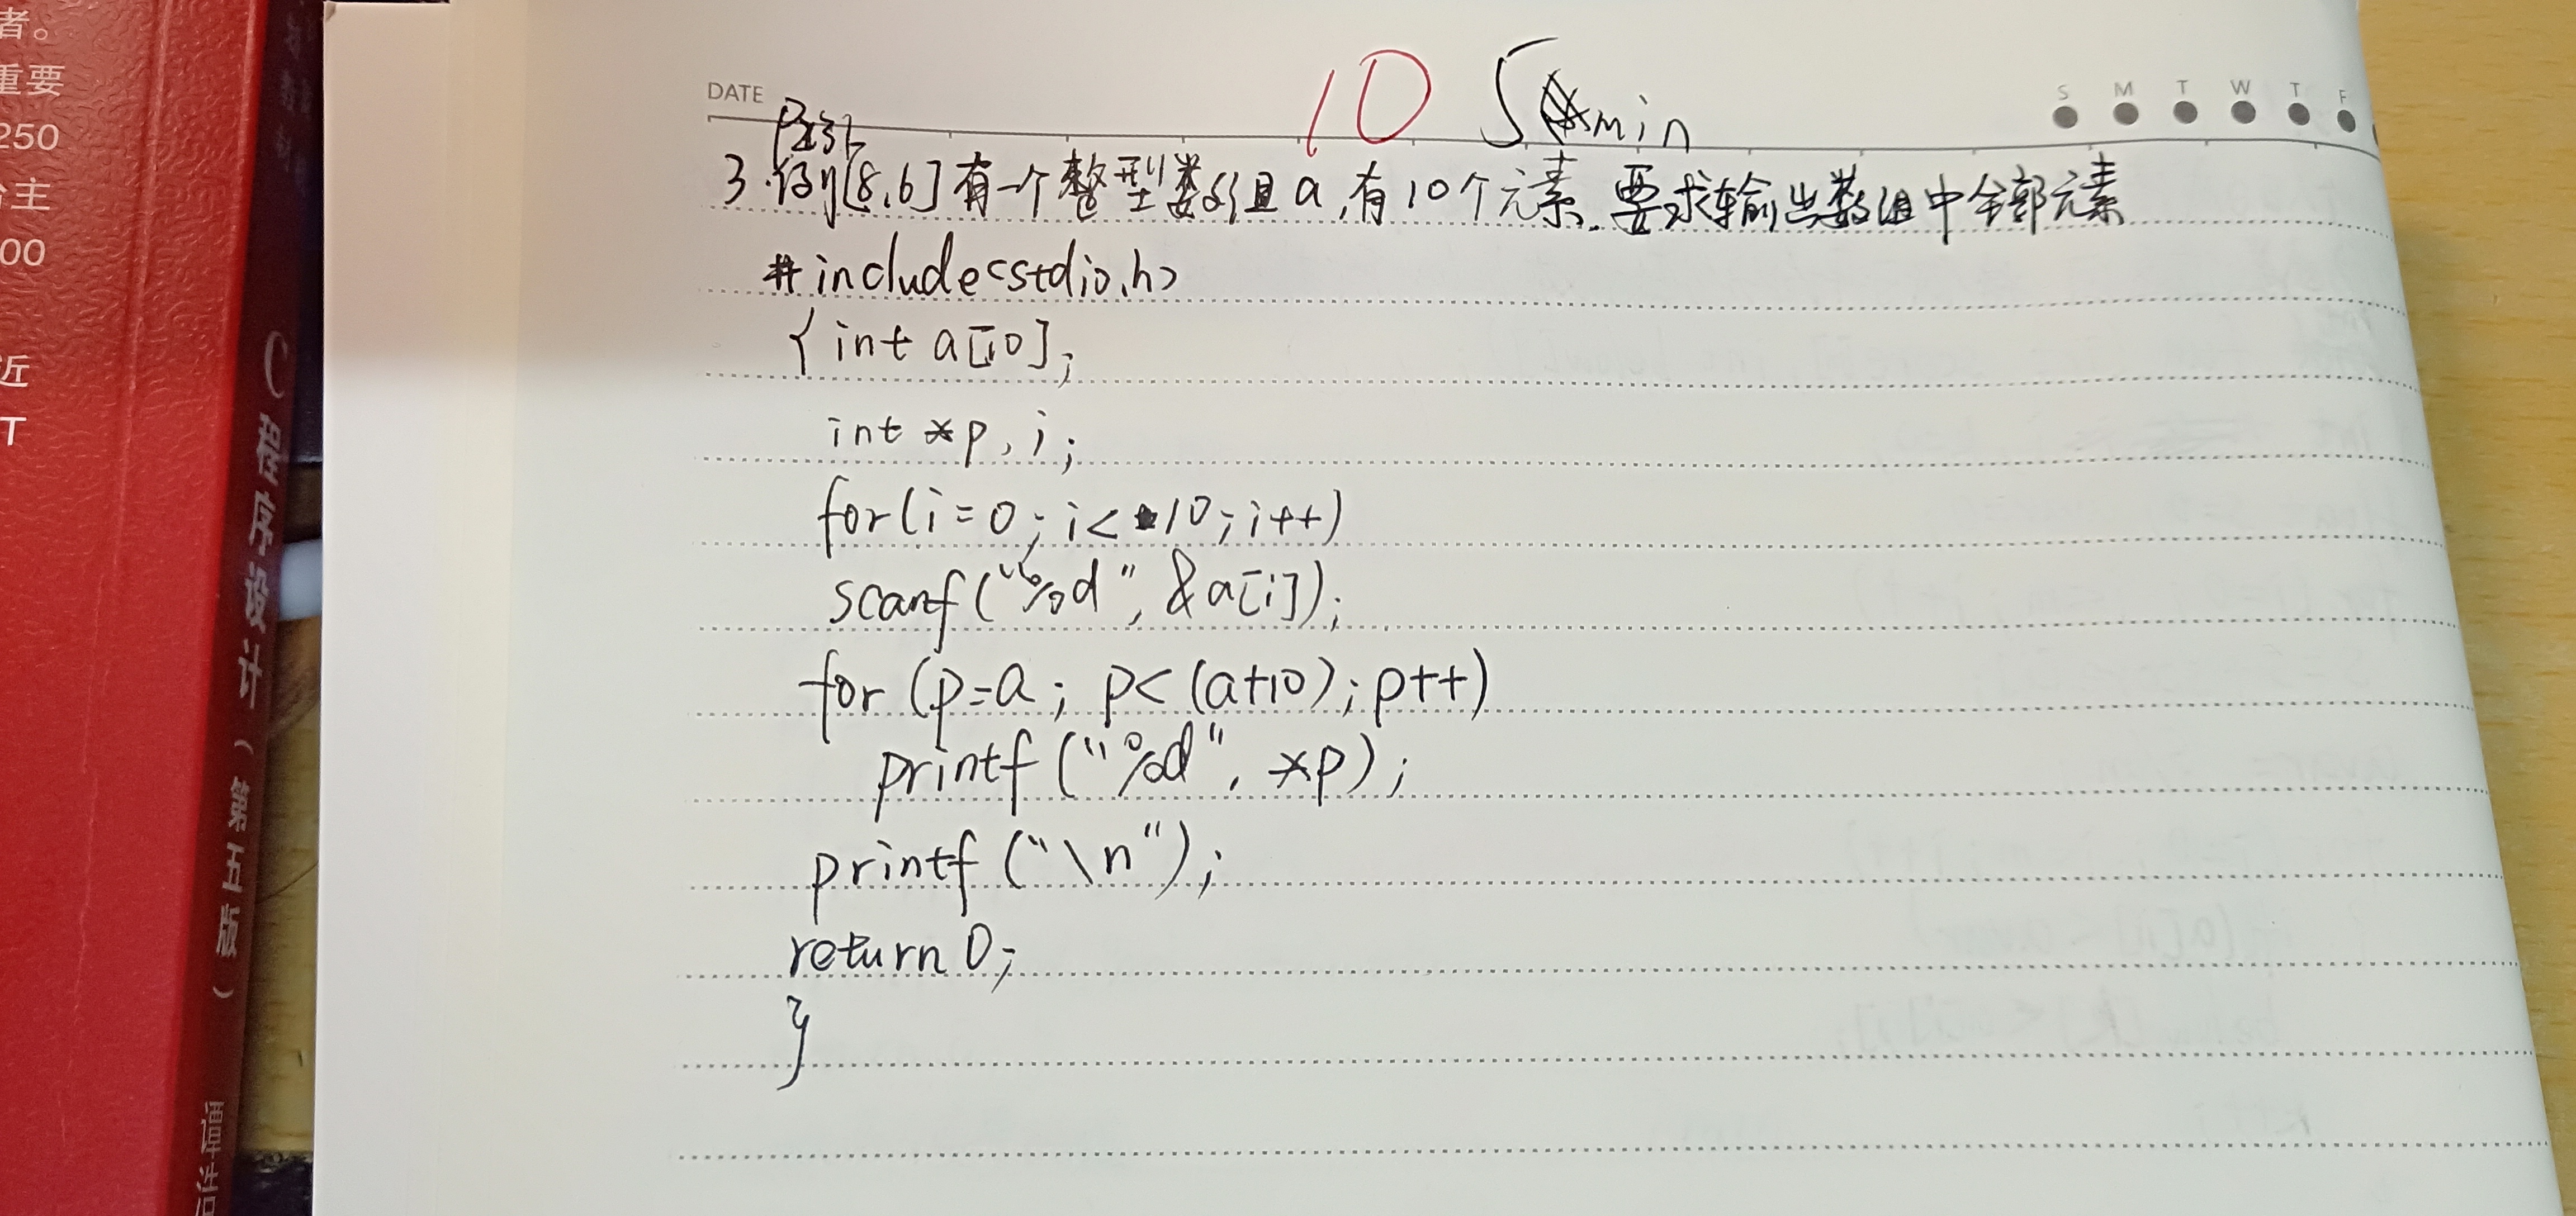 者。
重要
250
主
00
近
T
C程序设计(第五版)
谭浩
DATE
10 5 min
S M T W T F
P231
3.例[8,6]有一个整型数组a,有10个元素.要求输出数组中全部元素
#include<stdio.h>
{int a[10];
int *p,i;
for(i=0;i<10;i++)
scanf("%d",&a[i]);
for(p=a;p<(a+10);p++)
printf("%d",*p);
printf("\n");
return 0;
}